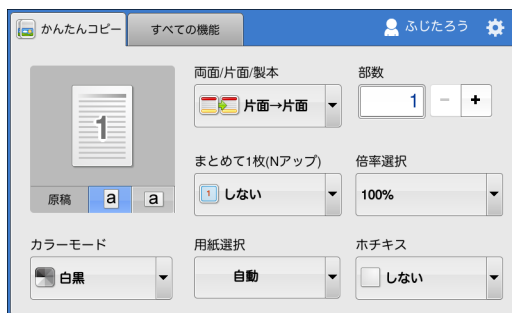 かんたんコピー
すべての機能
ふじたろう
両面/片面/製本
部数
1
片面→片面
1
− +
まとめて1枚(Nアップ)
倍率選択
原稿 a a
1 しない
100%
カラーモード
用紙選択
ホチキス
白黒
自動
しない